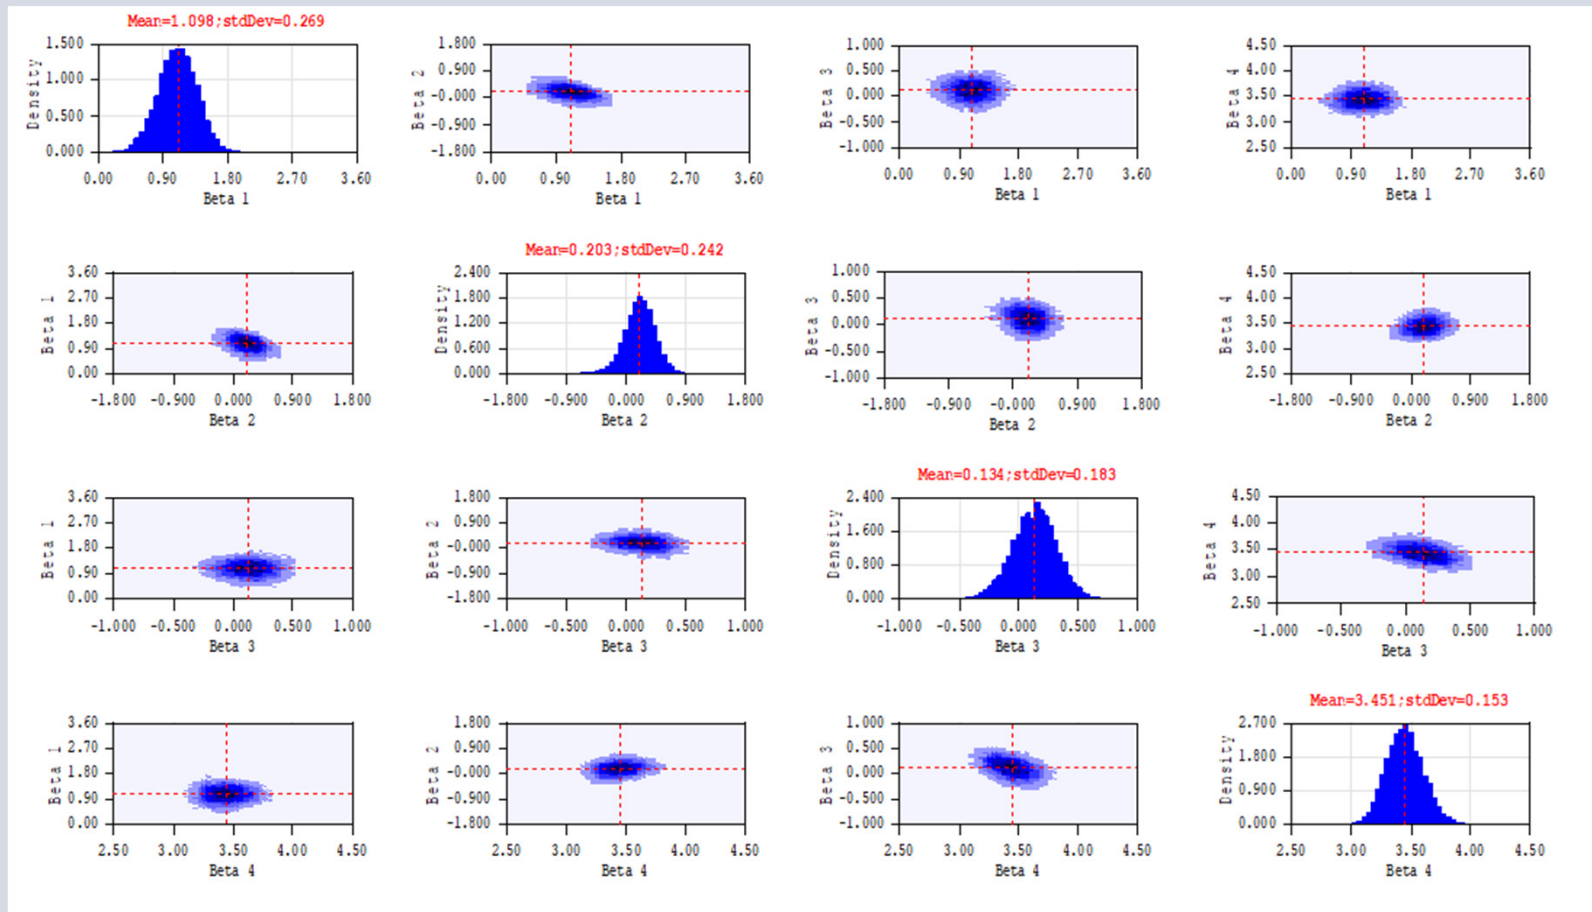 Mean=1.098;stdDev=0.269
1.500
1.000
0.500
0.000
Density
0.00 0.90 1.80 2.70 3.60
Beta 1
1.800
0.900
-0.000
-0.900
-1.800
Beta 2
0.00 0.90 1.80 2.70 3.60
Beta 1
1.000
0.500
0.000
-0.500
-1.000
Beta 3
0.00 0.90 1.80 2.70 3.60
Beta 1
4.50
4.00
3.50
3.00
2.50
Beta 4
0.00 0.90 1.80 2.70 3.60
Beta 1
3.60
2.70
1.80
0.90
0.00
Beta 1
-1.800 -0.900 0.000 0.900 1.800
Beta 2
Mean=0.203;stdDev=0.242
2.400
1.800
1.200
0.600
0.000
Density
-1.800 -0.900 0.000 0.900 1.800
Beta 2
1.000
0.500
0.000
-0.500
-1.000
Beta 3
-1.800 -0.900 -0.000 0.900 1.800
Beta 2
4.50
4.00
3.50
3.00
2.50
Beta 4
-1.800 -0.900 -0.000 0.900 1.800
Beta 2
3.60
2.70
1.80
0.90
0.00
Beta 1
-1.000 -0.500 0.000 0.500 1.000
Beta 3
1.800
0.900
-0.000
-0.900
-1.800
Beta 2
-1.000 -0.500 0.000 0.500 1.000
Beta 3
Mean=0.134;stdDev=0.183
2.400
1.600
0.800
0.000
Density
-1.000 -0.500 0.000 0.500 1.000
Beta 3
4.50
4.00
3.50
3.00
2.50
Beta 4
-1.000 -0.500 0.000 0.500 1.000
Beta 3
3.60
2.70
1.80
0.90
0.00
Beta 1
2.50 3.00 3.50 4.00 4.50
Beta 4
1.800
0.900
-0.000
-0.900
-1.800
Beta 2
2.50 3.00 3.50 4.00 4.50
Beta 4
1.000
0.500
0.000
-0.500
-1.000
Beta 3
2.50 3.00 3.50 4.00 4.50
Beta 4
Mean=3.451;stdDev=0.153
2.700
1.800
0.900
0.000
Density
2.50 3.00 3.50 4.00 4.50
Beta 4